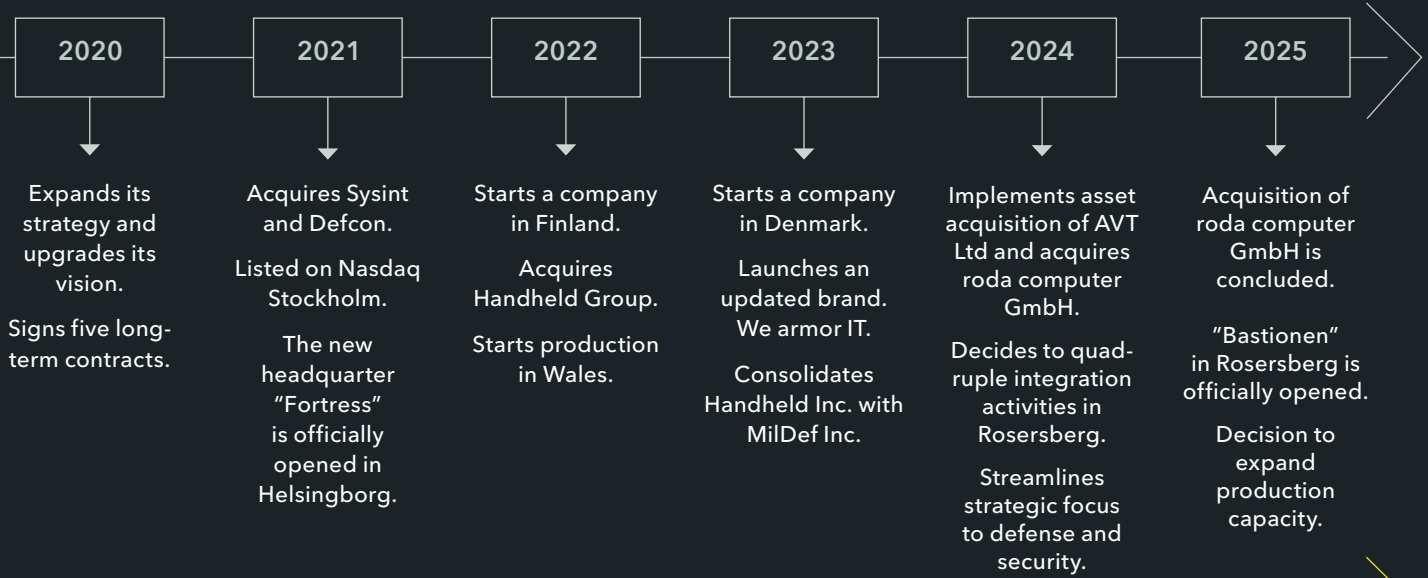 2020
Expands its
strategy and
upgrades its
vision.
Signs five long-
term contracts.
2021
Acquires Sysint
and Defcon.
Listed on Nasdaq
Stockholm.
The new
headquarter
"Fortress"
is officially
opened in
Helsingborg.
2022
Starts a company
in Finland.
Acquires
Handheld Group.
Starts production
in Wales.
2023
Starts a company
in Denmark.
Launches an
updated brand.
We armor IT.
Consolidates
Handheld Inc. with
MilDef Inc.
2024
Implements asset
acquisition of AVT
Ltd and acquires
roda computer
GmbH.
Decides to quad-
ruple integration
activities in
Rosersberg.
Streamlines
strategic focus
to defense and
security.
2025
Acquisition of
roda computer
GmbH is
concluded.
”Bastionen”
in Rosersberg is
officially opened.
Decision to
expand
production
capacity.